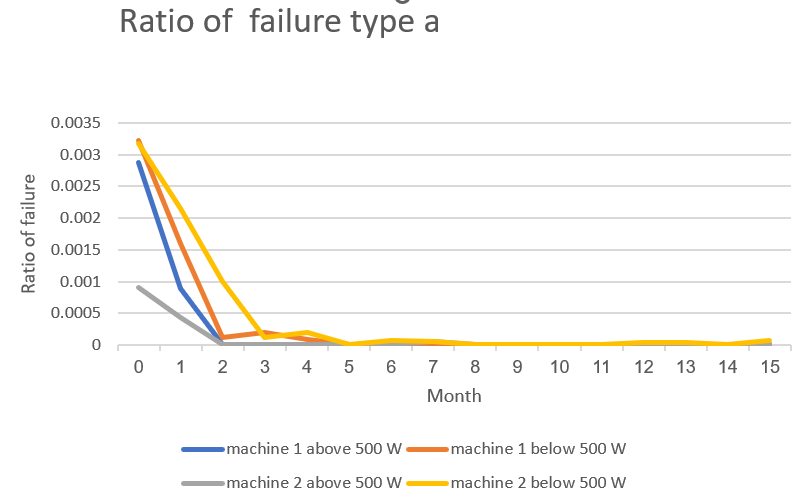 Ratio of  failure type a
0.0035
0.003
0.0025
0.002
0.0015
0.001
0.0005
0
Ratio of failure
0 1 2 3 4 5 6 7 8 9 10 11 12 13 14 15
Month
machine 1 above 500 W machine 1 below 500 W
machine 2 above 500 W machine 2 below 500 W